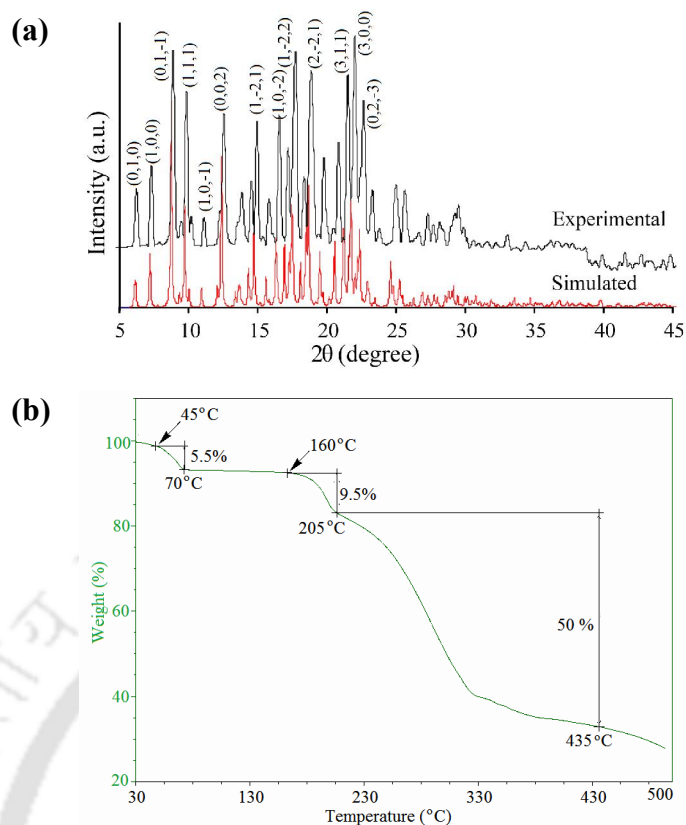 (a)
Intensity (a.u.)
(0,1,0)
(1,0,0)
(0,1,-1)
(1,1,1)
(1,0,-1)
(0,0,2)
(1,-2,1)
(1,0,-2)
(1,-2,2)
(2,-2,1)
(3,1,1)
(3,0,0)
(0,2,-3)
Experimental
Simulated
5 10 15 20 25 30 35 40 45
2θ (degree)
(b)
Weight (%)
100
80
60
40
20
45°C
5.5%
70°C
160°C
9.5%
205°C
50 %
435°C
30 130 230 330 430 500
Temperature (°C)